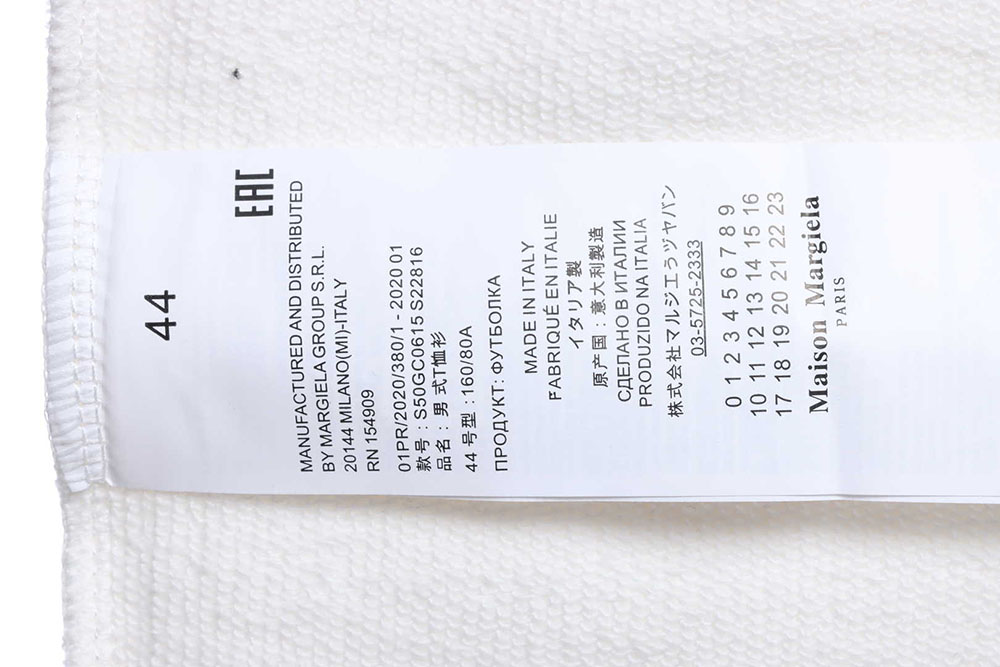 44
EAC
MANUFACTURED AND DISTRIBUTED
BY MARGIELA GROUP S.R.L.
20144 MILANO(MI)-ITALY
RN 154909
01PR/2020/380/1 - 2020 01
款号 : S50GC0615 S22816
品名 : 男 式T恤衫
44 号型 : 160/80A
ПРОДУКТ: ФУТБОЛКА
MADE IN ITALY
FABRIQUÉ EN ITALIE
イタリア製
原产国 : 意大利製造
СДЕЛАНО В ИТАЛИИ
PRODUZIDO NA ITALIA
株式会社マルジエラジャパン
03-5725-2333
0 1 2 3 4 5 6 7 8 9
10 11 12 13 14 15 16
17 18 19 20 21 22 23
Maison Margiela
PARIS